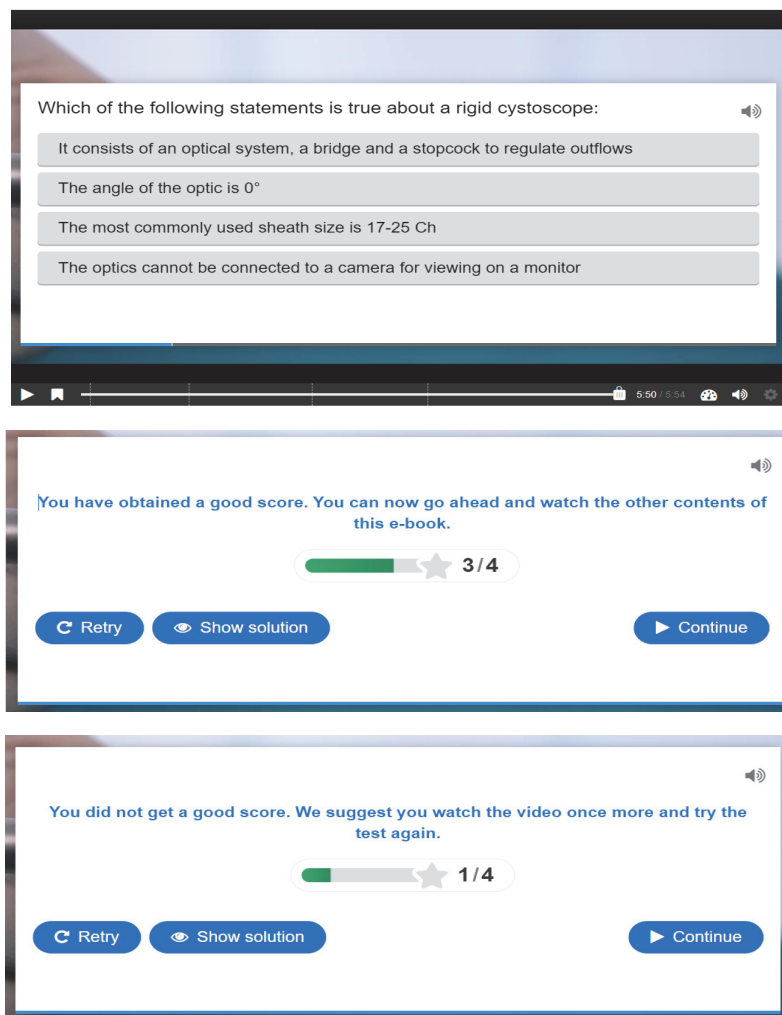 Which of the following statements is true about a rigid cystoscope:
It consists of an optical system, a bridge and a stopcock to regulate outflows
The angle of the optic is 0°
The most commonly used sheath size is 17-25 Ch
The optics cannot be connected to a camera for viewing on a monitor
5:50 / 5:54
You have obtained a good score. You can now go ahead and watch the other contents of
this e-book.
3/4
Retry
Show solution
Continue
You did not get a good score. We suggest you watch the video once more and try the
test again.
1/4
Retry
Show solution
Continue